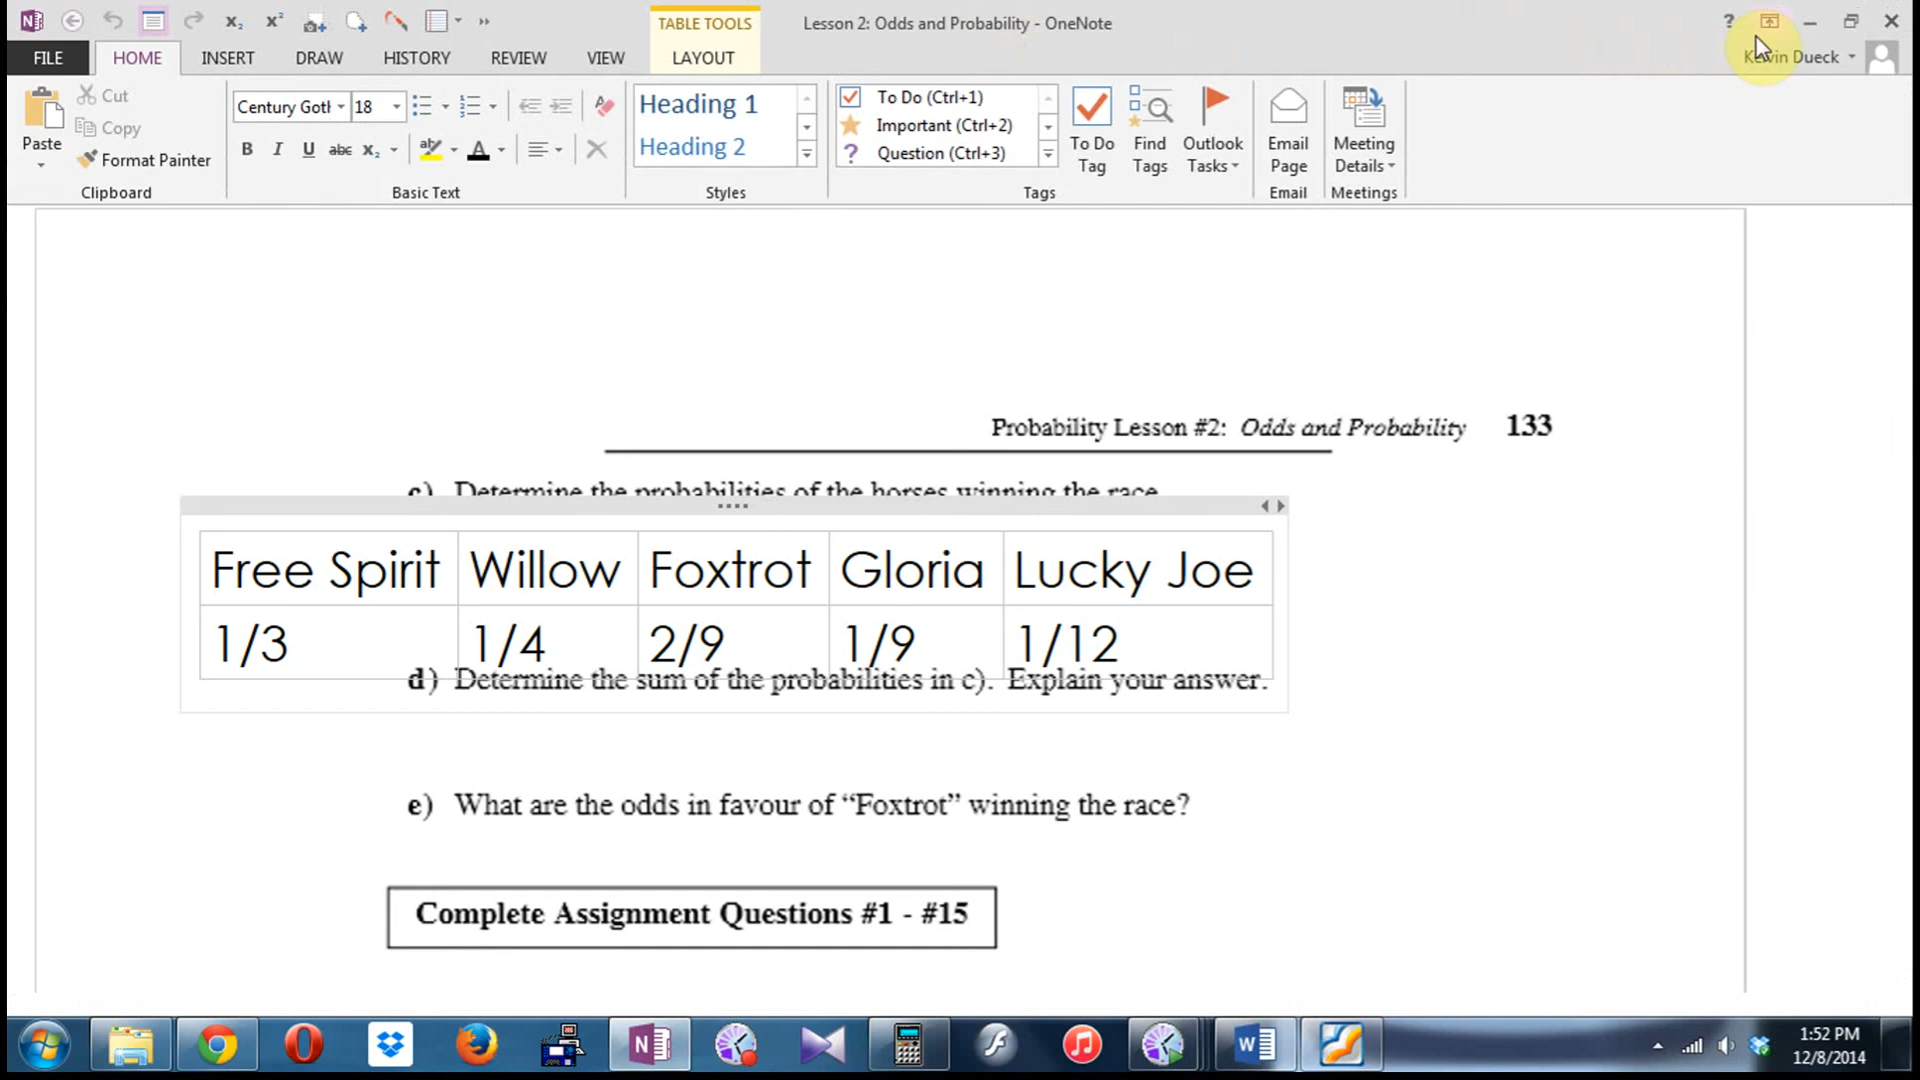 TABLE TOOLS
Lesson 2: Odds and Probability - OneNote
?
FILE
HOME
INSERT
DRAW
HISTORY
REVIEW
VIEW
LAYOUT
Kevin Dueck
Paste
Cut
Copy
Format Painter
Clipboard
Century Gotl 18
B I U abc x₂
Basic Text
Heading 1
Heading 2
Styles
To Do (Ctrl+1)
Important (Ctrl+2)
Question (Ctrl+3)
To Do Tag
Find Tags
Outlook Tasks
Tags
Email Page
Email
Meeting Details
Meetings
Probability Lesson #2: Odds and Probability 133
c) Determine the probabilities of the horses winning the race
Free Spirit Willow Foxtrot Gloria Lucky Joe
1/3 1/4 2/9 1/9 1/12
d) Determine the sum of the probabilities in c). Explain your answer.
e) What are the odds in favour of “Foxtrot” winning the race?
Complete Assignment Questions #1 - #15
1:52 PM
12/8/2014